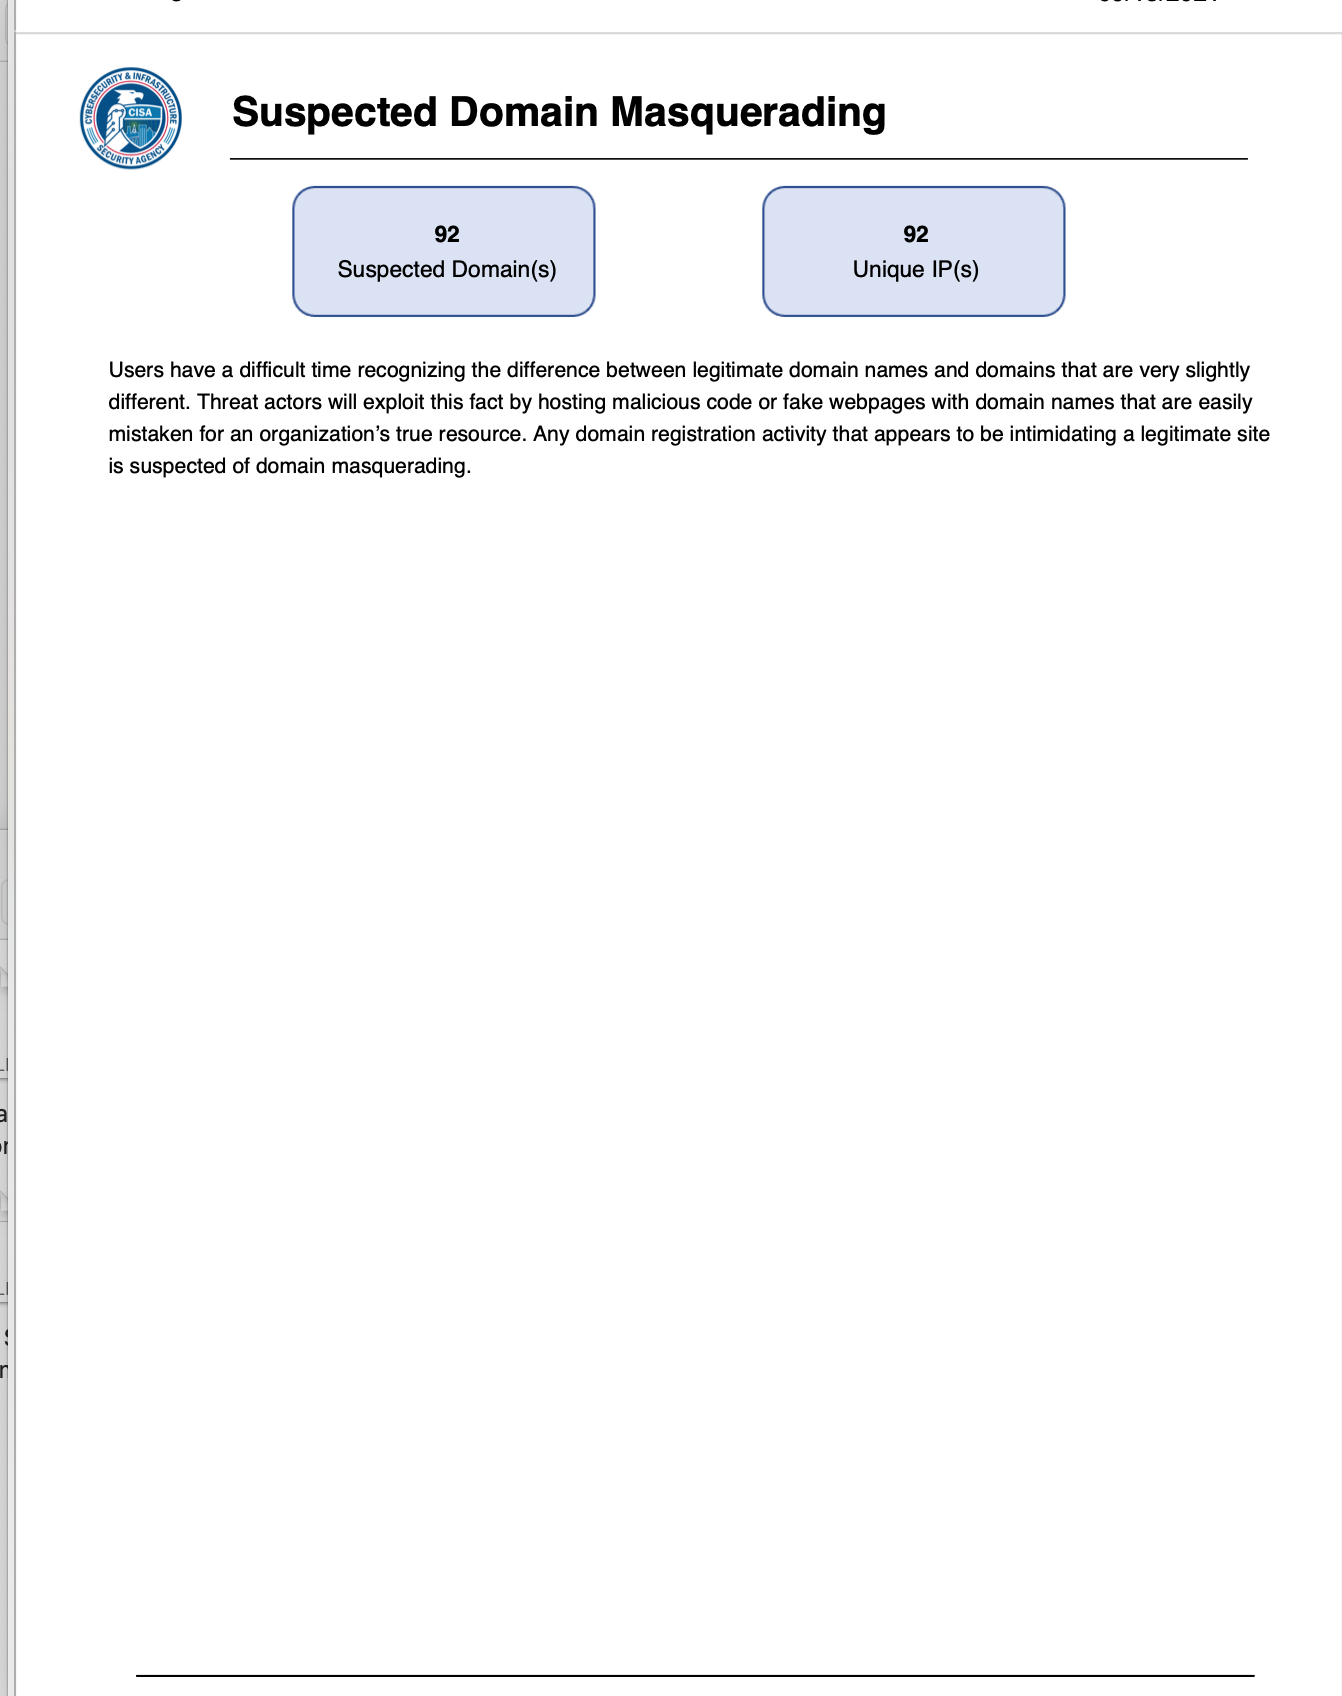 CYBERSECURITY & INFRASTRUCTURE
CISA
SECURITY AGENCY
Suspected Domain Masquerading
92
Suspected Domain(s)
92
Unique IP(s)
Users have a difficult time recognizing the difference between legitimate domain names and domains that are very slightly
different. Threat actors will exploit this fact by hosting malicious code or fake webpages with domain names that are easily
mistaken for an organization’s true resource. Any domain registration activity that appears to be intimidating a legitimate site
is suspected of domain masquerading.